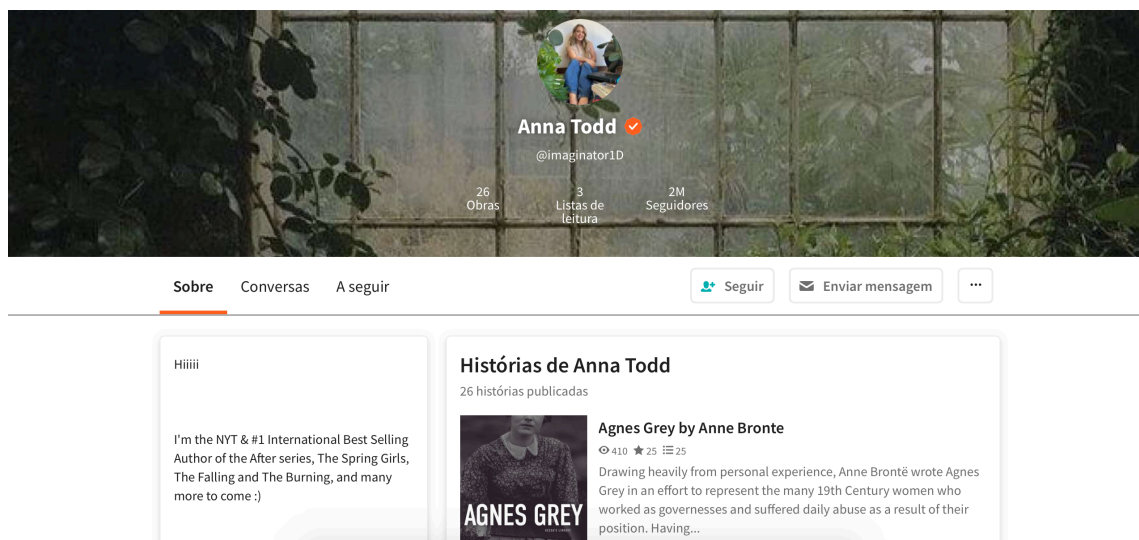 Anna Todd
@imaginator1D
26
Obras
3
Listas de
leitura
2M
Seguidores
Sobre
Conversas
A seguir
Seguir
Enviar mensagem
...
Hiiiii
I'm the NYT & #1 International Best Selling
Author of the After series, The Spring Girls,
The Falling and The Burning, and many
more to come :)
Histórias de Anna Todd
26 histórias publicadas
Agnes Grey by Anne Bronte
410 25 25
Drawing heavily from personal experience, Anne Brontë wrote Agnes
Grey in an effort to represent the many 19th Century women who
worked as governesses and suffered daily abuse as a result of their
position. Having...
AGNES GREY